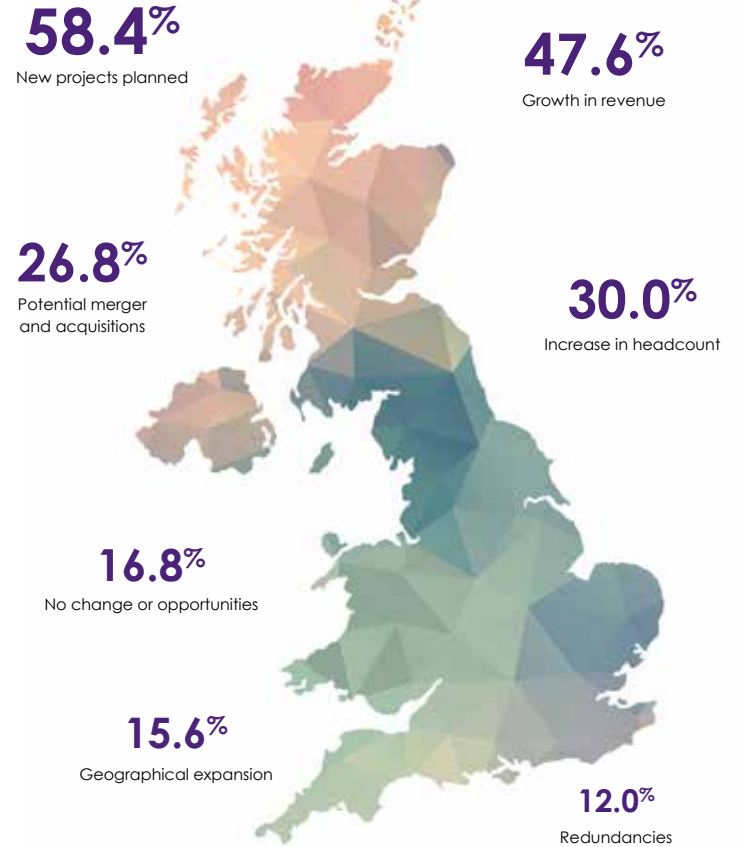 58.4%
New projects planned
47.6%
Growth in revenue
26.8%
Potential merger
and acquisitions
30.0%
Increase in headcount
16.8%
No change or opportunities
15.6%
Geographical expansion
12.0%
Redundancies